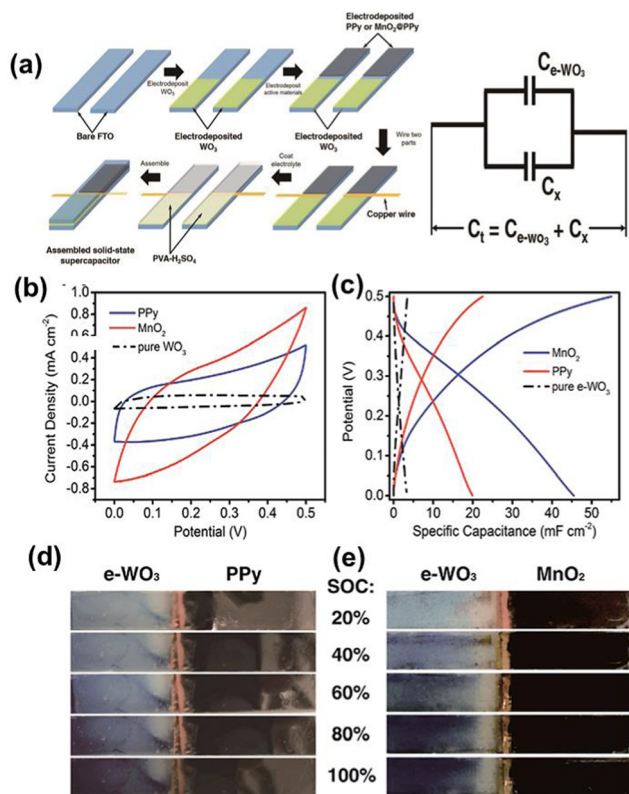 (a)
Electrodeposited
PPy or MnO2@PPy
Electrodeposit
WO3
Electrodeposit
active materials
Bare FTO
Electrodeposited
WO3
Electrodeposited
WO3
Wire two
parts
Assemble
Coat
electrolyte
Copper wire
Assembled solid-state
supercapacitor
PVA-H2SO4
Ce-WO3
Cx
Ct = Ce-wo3 + Cx
(b)
1.0
0.8
0.6
0.4
0.2
0.0
-0.2
-0.4
-0.6
-0.8
Current Density (mA cm-2)
PPy
MnO2
pure WO3
0.0 0.1 0.2 0.3 0.4 0.5
Potential (V)
(c)
0.5
0.4
0.3
0.2
0.1
0.0
Potential (V)
MnO2
PPy
pure e-WO3
0 10 20 30 40 50
Specific Capacitance (mF cm-2)
(d)
e-WO3 PPy
SOC:
20%
40%
60%
80%
100%
(e)
e-WO3 MnO2